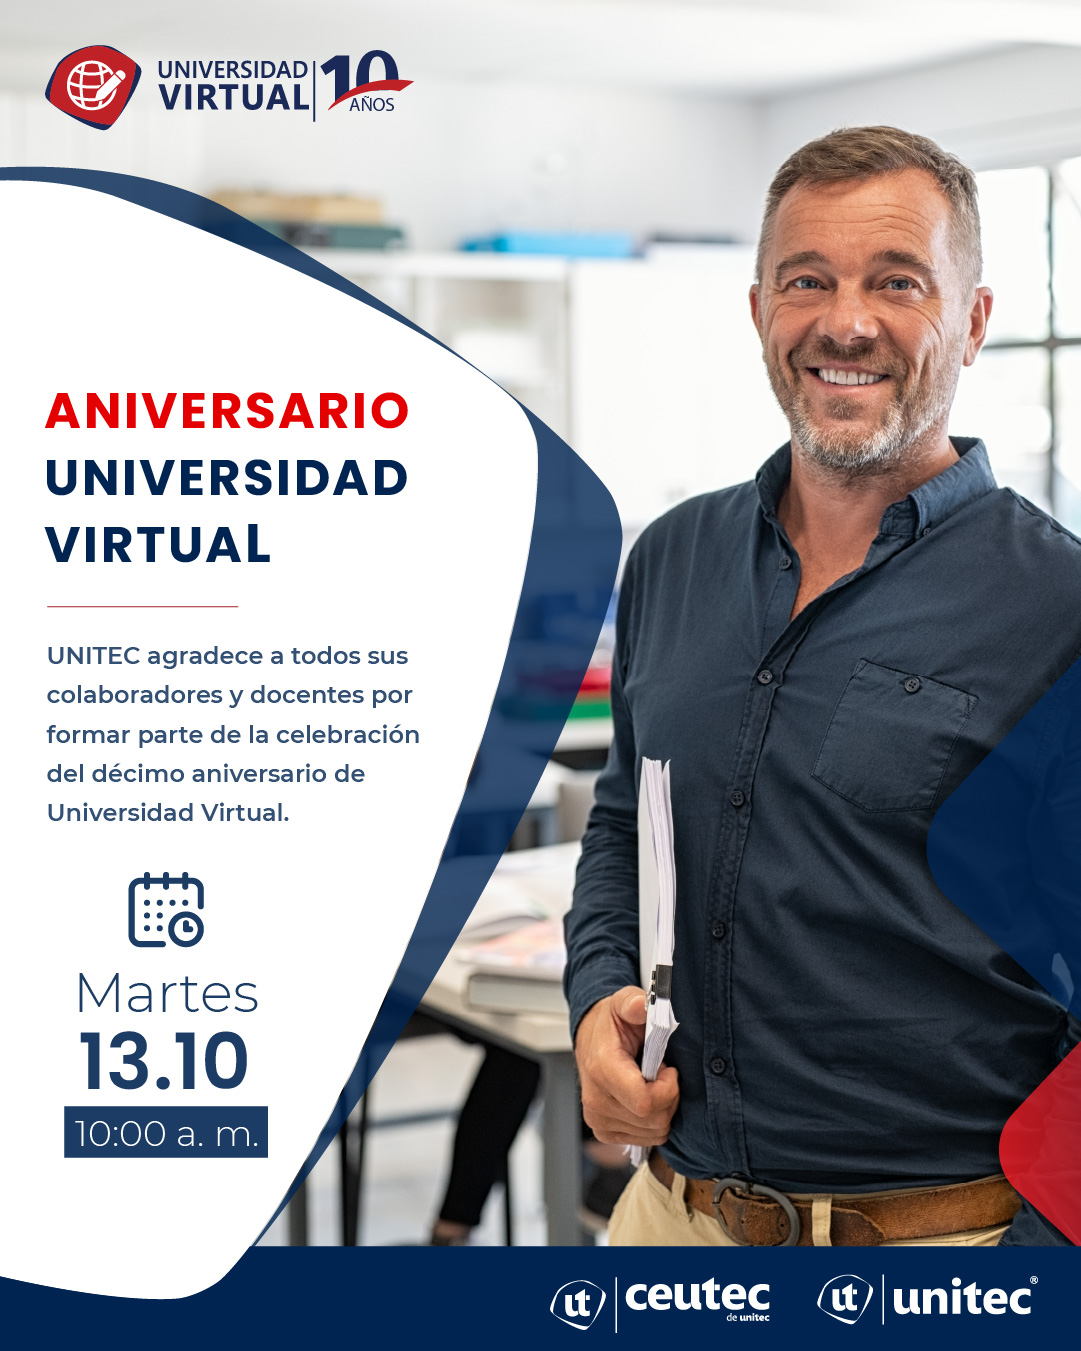 UNIVERSIDAD
VIRTUAL
10
AÑOS
ANIVERSARIO
UNIVERSIDAD
VIRTUAL
UNITEC agradece a todos sus
colaboradores y docentes por
formar parte de la celebración
del décimo aniversario de
Universidad Virtual.
Martes
13.10
10:00 a. m.
ut ceutec
de unitec
ut unitec®